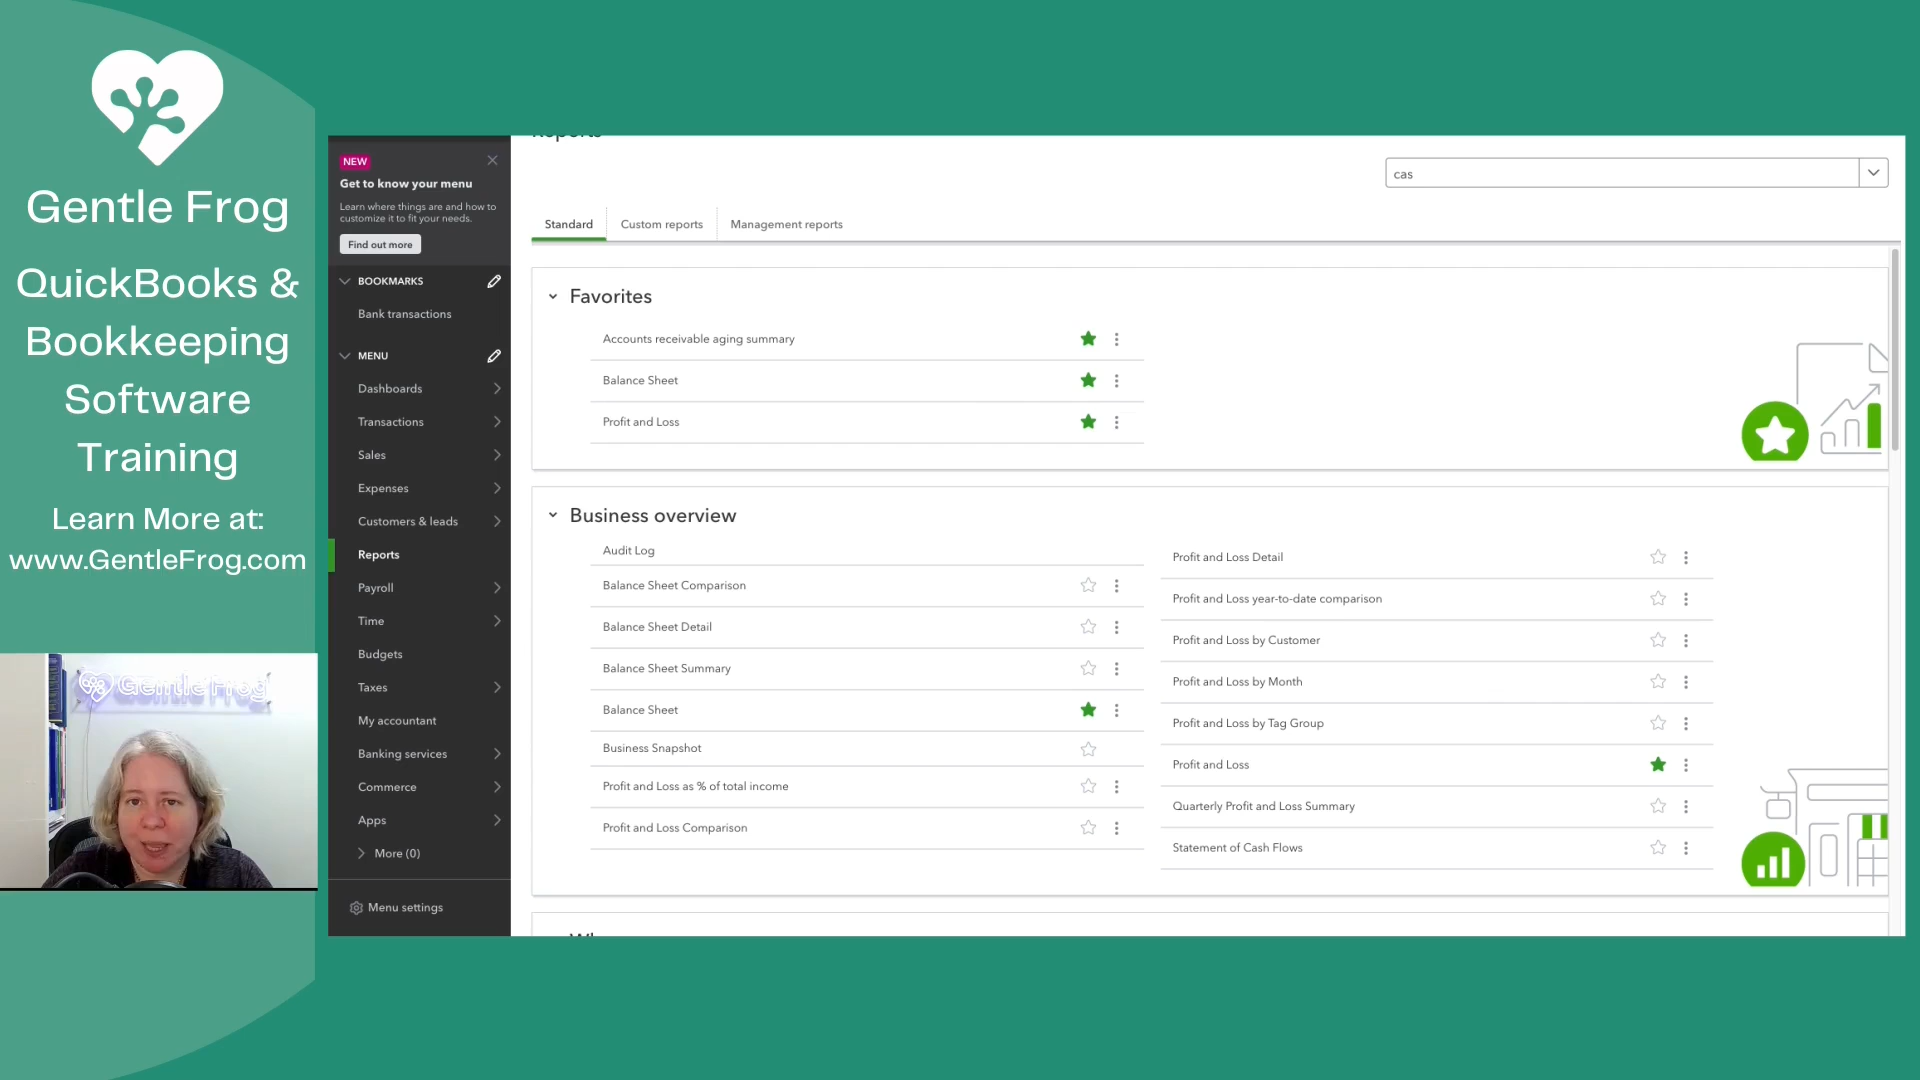 Gentle Frog
QuickBooks &
Bookkeeping
Software
Training
Learn More at:
www.GentleFrog.com
Gentle Frog
NEW
Get to know your menu
Learn where things are and how to
customize it to fit your needs.
Find out more
BOOKMARKS
Bank transactions
MENU
Dashboards
Transactions
Sales
Expenses
Customers & leads
Reports
Payroll
Time
Budgets
Taxes
My accountant
Banking services
Commerce
Apps
More (0)
Menu settings
Reports
cas
Standard
Custom reports
Management reports
Favorites
Accounts receivable aging summary
Balance Sheet
Profit and Loss
Business overview
Audit Log
Balance Sheet Comparison
Balance Sheet Detail
Balance Sheet Summary
Balance Sheet
Business Snapshot
Profit and Loss as % of total income
Profit and Loss Comparison
Profit and Loss Detail
Profit and Loss year-to-date comparison
Profit and Loss by Customer
Profit and Loss by Month
Profit and Loss by Tag Group
Profit and Loss
Quarterly Profit and Loss Summary
Statement of Cash Flows